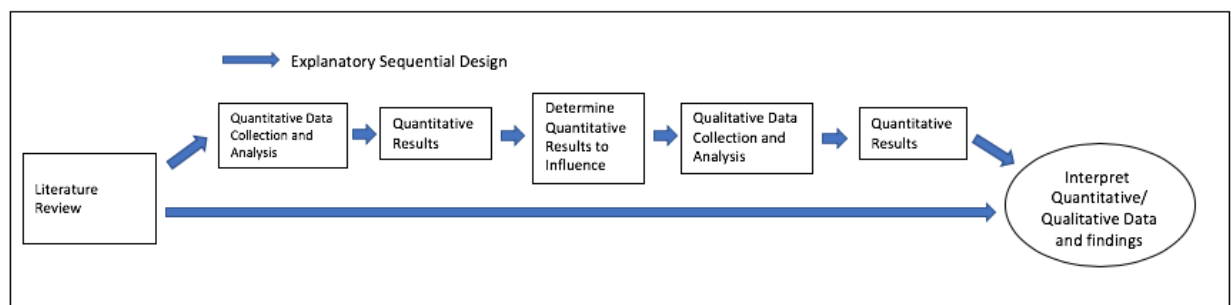 Explanatory Sequential Design
Quantitative Data
Collection and
Analysis
Quantitative
Results
Determine
Quantitative
Results to
Influence
Qualitative Data
Collection and
Analysis
Quantitative
Results
Literature
Review
Interpret
Quantitative/
Qualitative Data
and findings